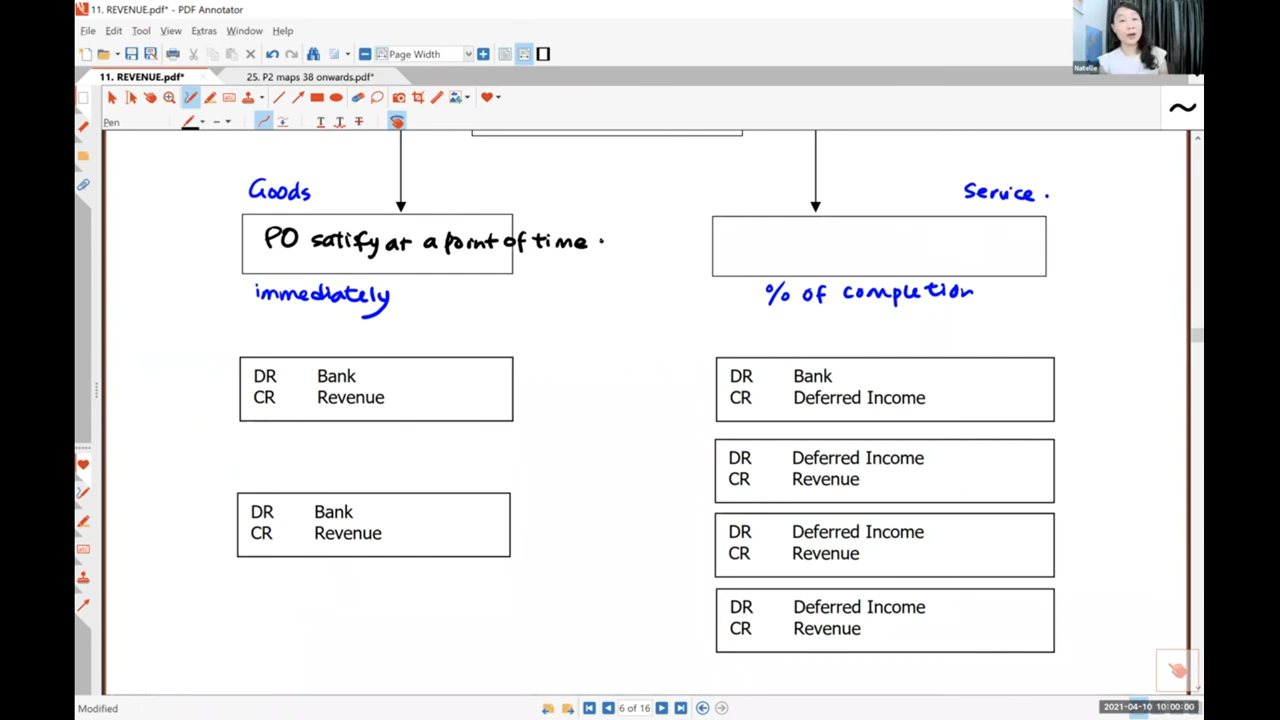 11. REVENUE.pdf* - PDF Annotator
File Edit Tool View Extras Window Help
Page Width
11. REVENUE.pdf*
25. P2 maps 38 onwards.pdf*
Pen
Natellie
Goods
Service.
PO satify at a point of time.
immediately
% of completion
DR Bank
CR Revenue
DR Bank
CR Revenue
DR Bank
CR Deferred Income
DR Deferred Income
CR Revenue
DR Deferred Income
CR Revenue
DR Deferred Income
CR Revenue
Modified
6 of 16
2021-04-10 10:00:00